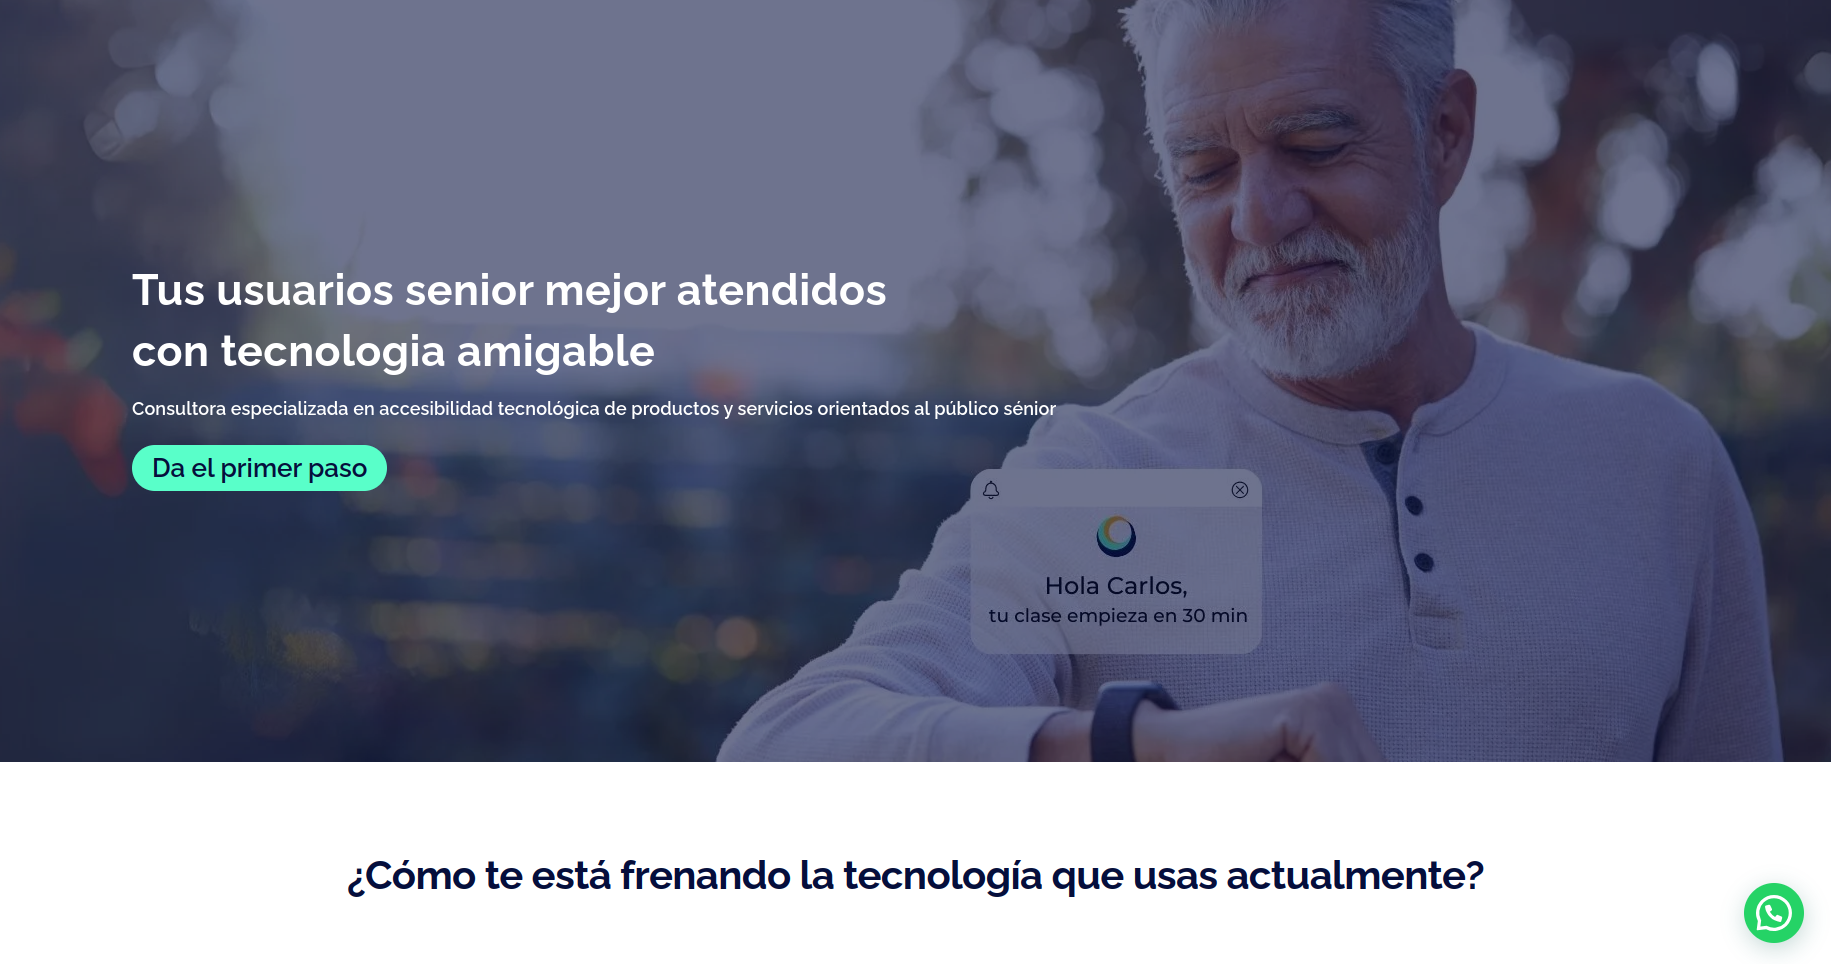 Tus usuarios senior mejor atendidos
con tecnologia amigable
Consultora especializada en accesibilidad tecnológica de productos y servicios orientados al público sénior
Da el primer paso
Hola Carlos,
tu clase empieza en 30 min
¿Cómo te está frenando la tecnología que usas actualmente?